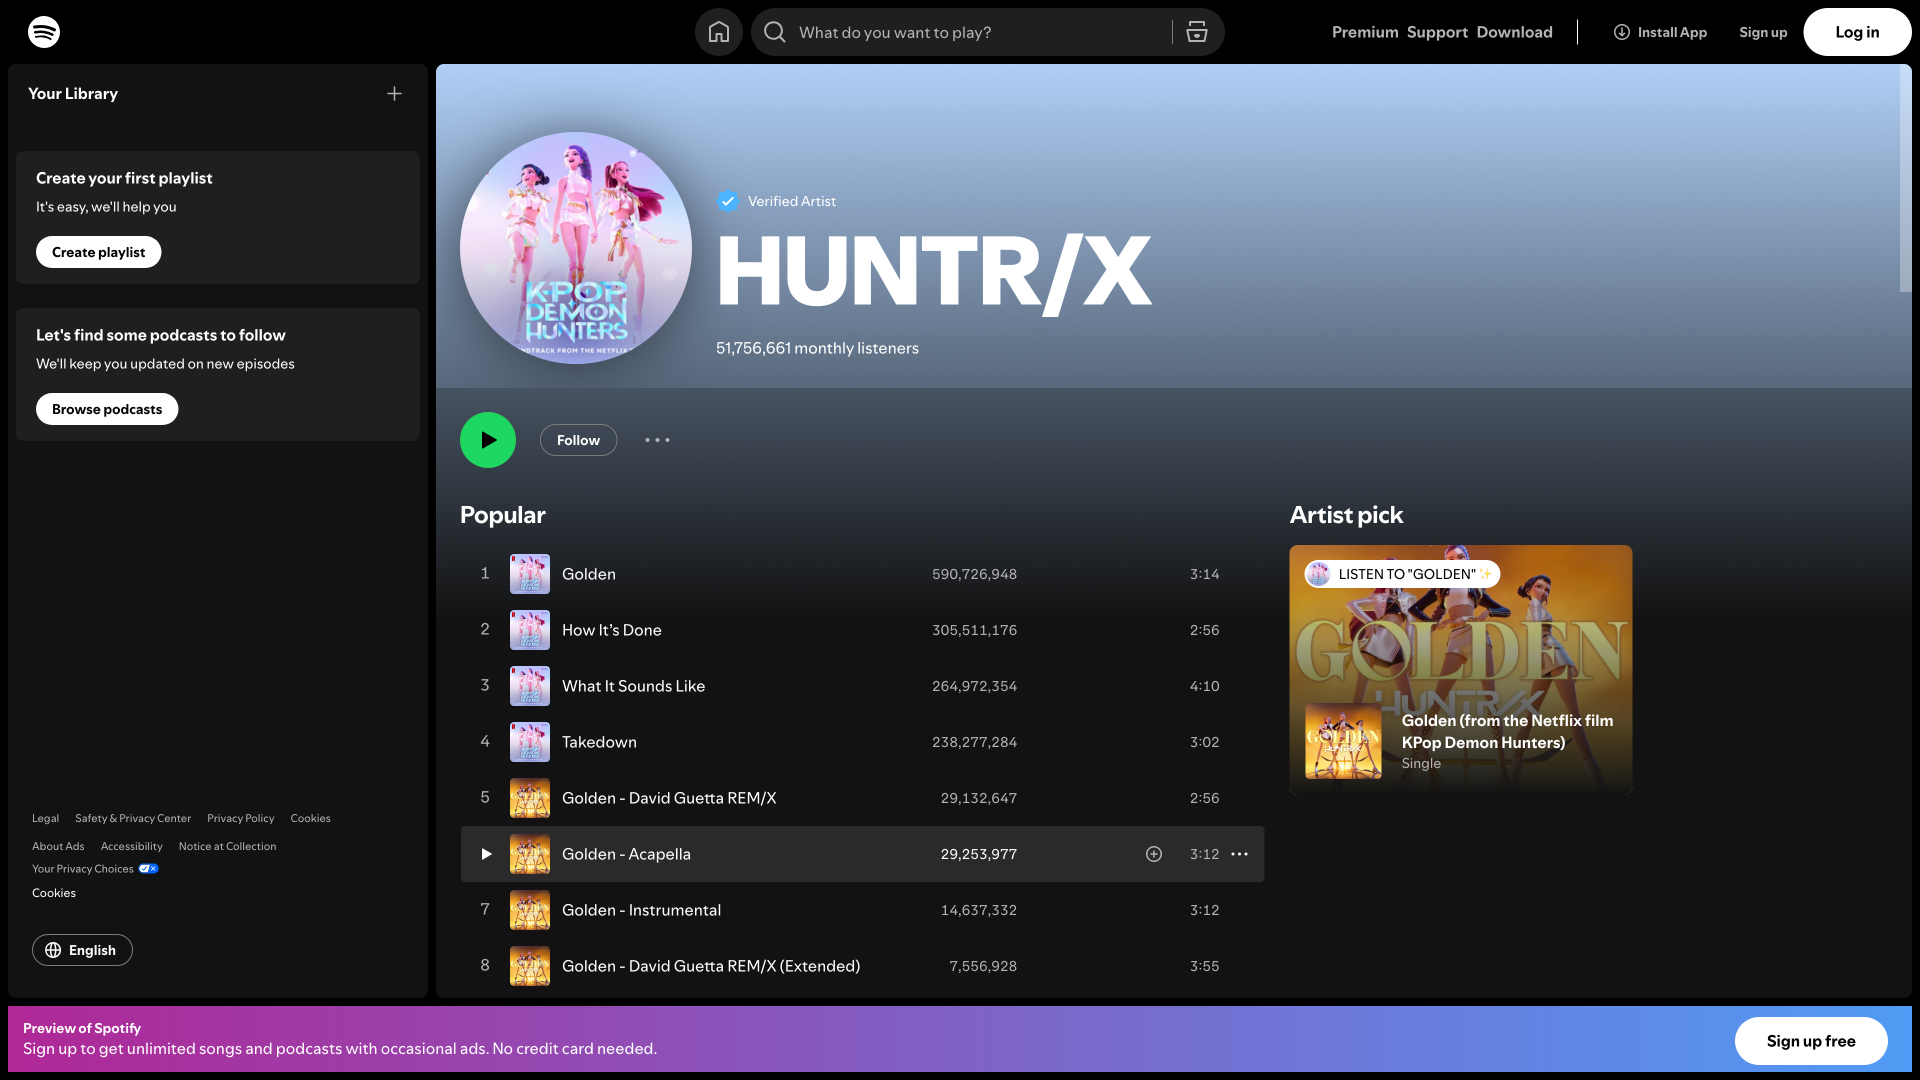 What do you want to play?
Premium Support Download
Install App
Sign up
Log in
Your Library
Create your first playlist
It's easy, we'll help you
Create playlist
Let's find some podcasts to follow
We'll keep you updated on new episodes
Browse podcasts
Legal Safety & Privacy Center Privacy Policy Cookies
About Ads Accessibility Notice at Collection
Your Privacy Choices
Cookies
English
K-POP
DEMON
HUNTERS
Verified Artist
HUNTR/X
51,756,661 monthly listeners
Follow
Popular
1 Golden 590,726,948 3:14
2 How It’s Done 305,511,176 2:56
3 What It Sounds Like 264,972,354 4:10
4 Takedown 238,277,284 3:02
5 Golden - David Guetta REM/X 29,132,647 2:56
Golden - Acapella 29,253,977 3:12
7 Golden - Instrumental 14,637,332 3:12
8 Golden - David Guetta REM/X (Extended) 7,556,928 3:55
Artist pick
LISTEN TO "GOLDEN"✨
GOLDEN
HUNTR/X
GOLDEN
HUNTR/X
Golden (from the Netflix film
KPop Demon Hunters)
Single
Preview of Spotify
Sign up to get unlimited songs and podcasts with occasional ads. No credit card needed.
Sign up free